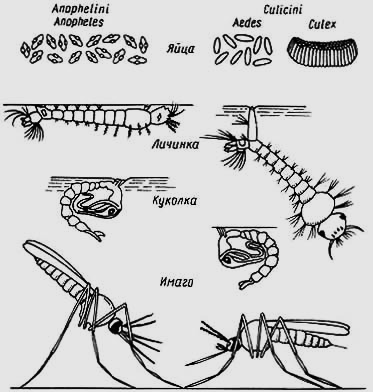 Anophelini
Anopheles
Culicini
Aedes
Culex
Яйца
Личинка
Куколка
Имаго